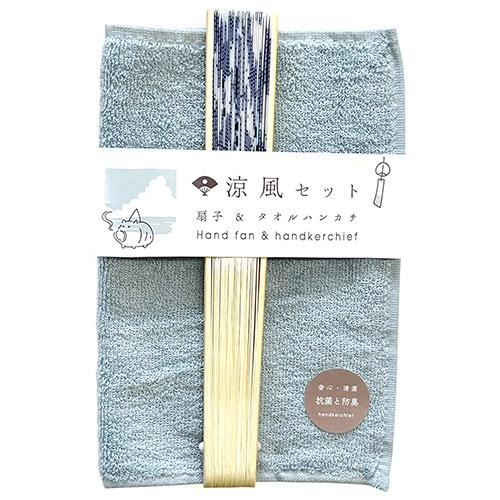 涼風セット
扇子 & タオルハンカチ
Hand fan & handkerchief
安心・清潔
抗菌と防臭
handkerchief